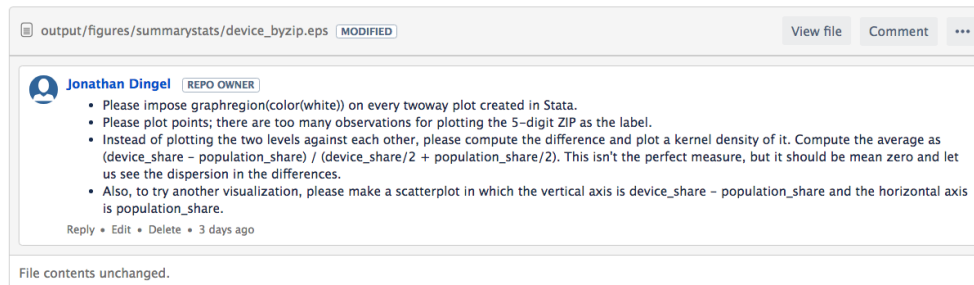 output/figures/summarystats/device_byzip.eps MODIFIED View file Comment •••
Jonathan Dingel REPO OWNER
• Please impose graphregion(color(white)) on every twoway plot created in Stata.
• Please plot points; there are too many observations for plotting the 5-digit ZIP as the label.
• Instead of plotting the two levels against each other, please compute the difference and plot a kernel density of it. Compute the average as
(device_share - population_share) / (device_share/2 + population_share/2). This isn't the perfect measure, but it should be mean zero and let
us see the dispersion in the differences.
• Also, to try another visualization, please make a scatterplot in which the vertical axis is device_share - population_share and the horizontal axis
is population_share.
Reply • Edit • Delete • 3 days ago
File contents unchanged.